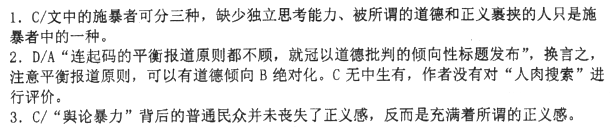 1. C/文中的施暴者可分三种，缺少独立思考能力、被所谓的道德和正义裹挟的人只是施
暴者中的一种。
2. D/A“连起码的平衡报道原则都不顾，就冠以道德批判的倾向性标题发布”，换言之，
注意平衡报道原则，可以有道德倾向 B 绝对化。C 无中生有，作者没有对“人肉搜索”进
行评价。
3. C/“舆论暴力”背后的普通民众并未丧失了正义感，反而是充满着所谓的正义感。